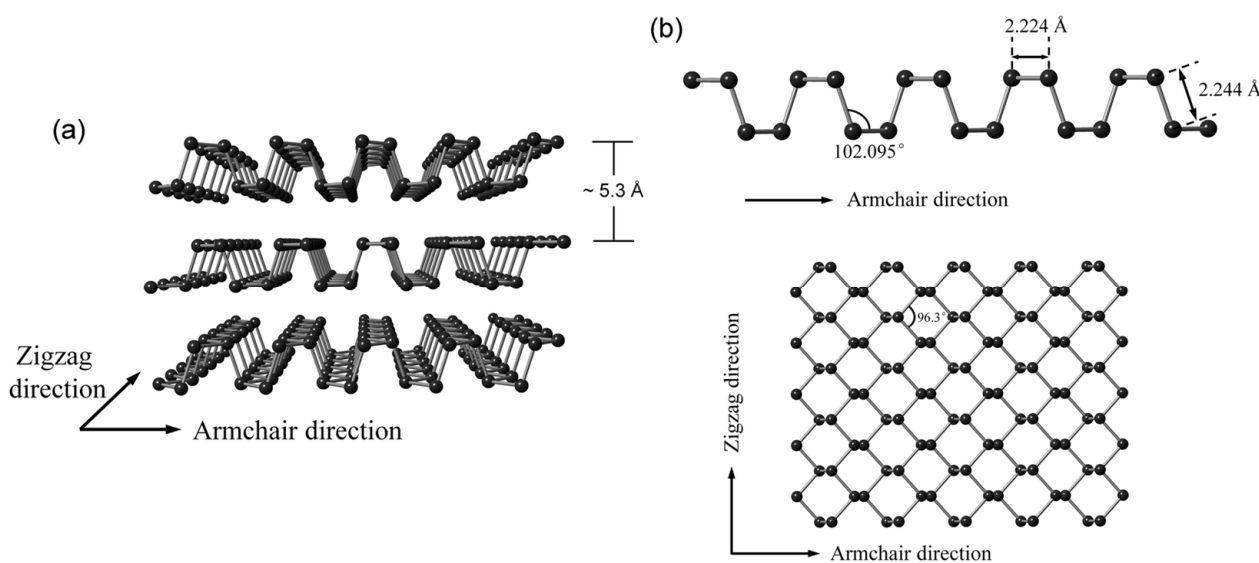 (a)
~ 5.3 Å
Zigzag
direction
Armchair direction
(b)
2.224 Å
2.244 Å
102.095°
Armchair direction
96.3°
Zigzag direction
Armchair direction